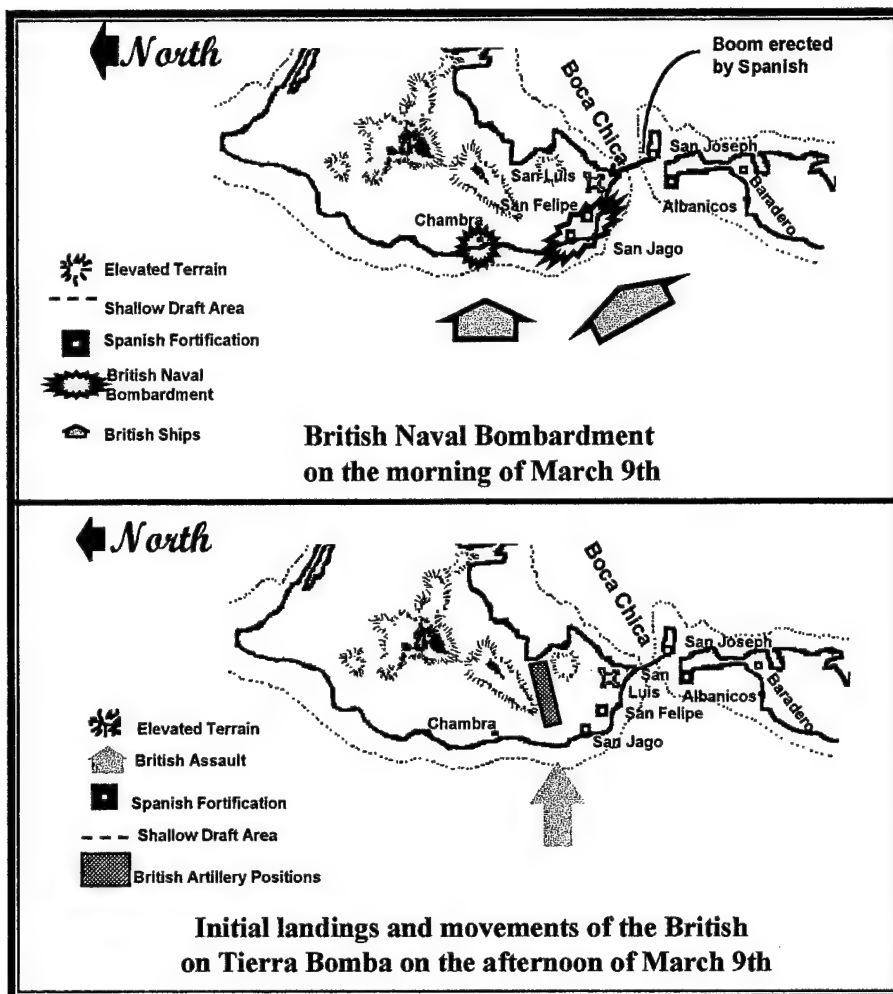 North
Boom erected
by Spanish
Boca Chica
San Joseph
San Luis
San Felipe
Albanicos
Baradero
Chambra
San Jago
Elevated Terrain
Shallow Draft Area
Spanish Fortification
British Naval
Bombardment
British Ships
British Naval Bombardment
on the morning of March 9th
North
Boca Chica
San Joseph
San
Luis
Albanicos
Baradero
San Felipe
Chambra
San Jago
Elevated Terrain
British Assault
Spanish Fortification
Shallow Draft Area
British Artillery Positions
Initial landings and movements of the British
on Tierra Bomba on the afternoon of March 9th